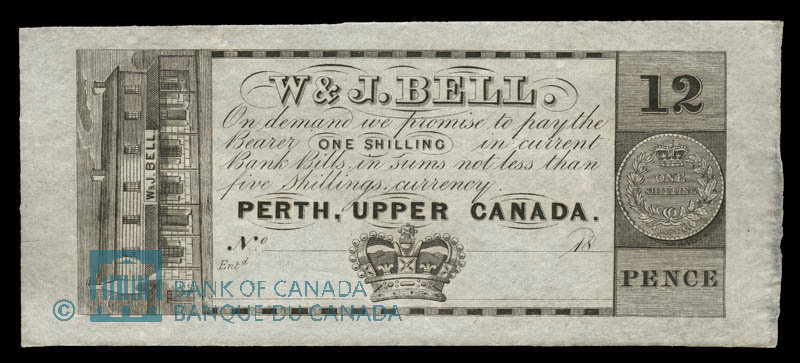 W & J. BELL.
On demand we promise to pay the
Bearer ONE SHILLING in current
Bank Bills, in sums not less than
five shillings, currency.
PERTH, UPPER CANADA.
No 18
Entd
W & J. BELL
12
ONE
SHILLING
PENCE
© BANK OF CANADA
BANQUE DU CANADA